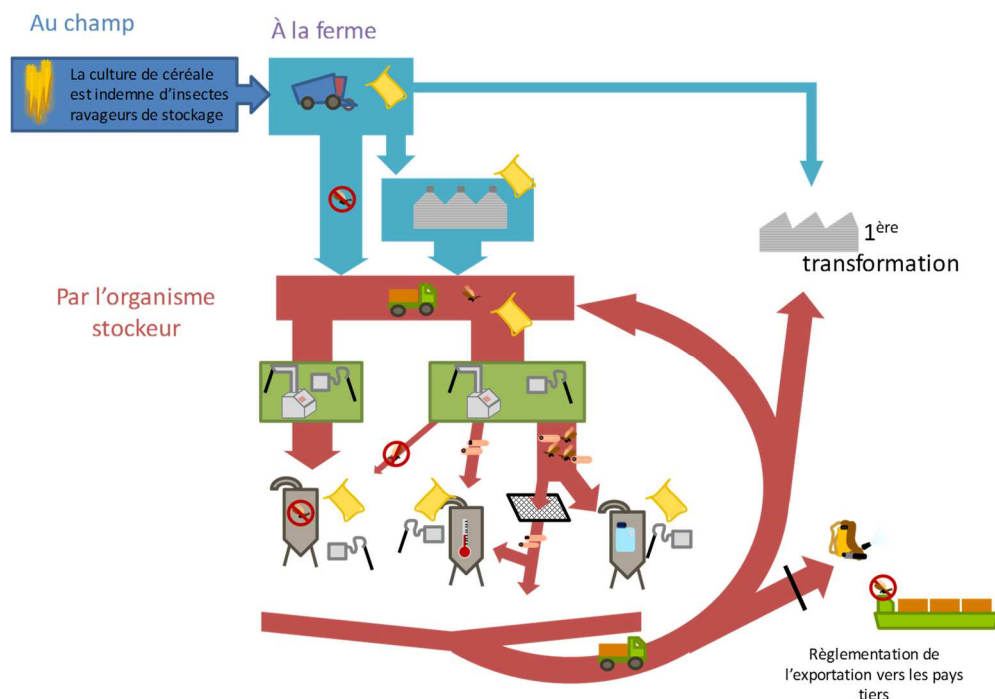 Au champ
À la ferme
La culture de céréale
est indemne d’insectes
ravageurs de stockage
1ère
transformation
Par l’organisme
stockeur
Règlementation de
l’exportation vers les pays
tiers